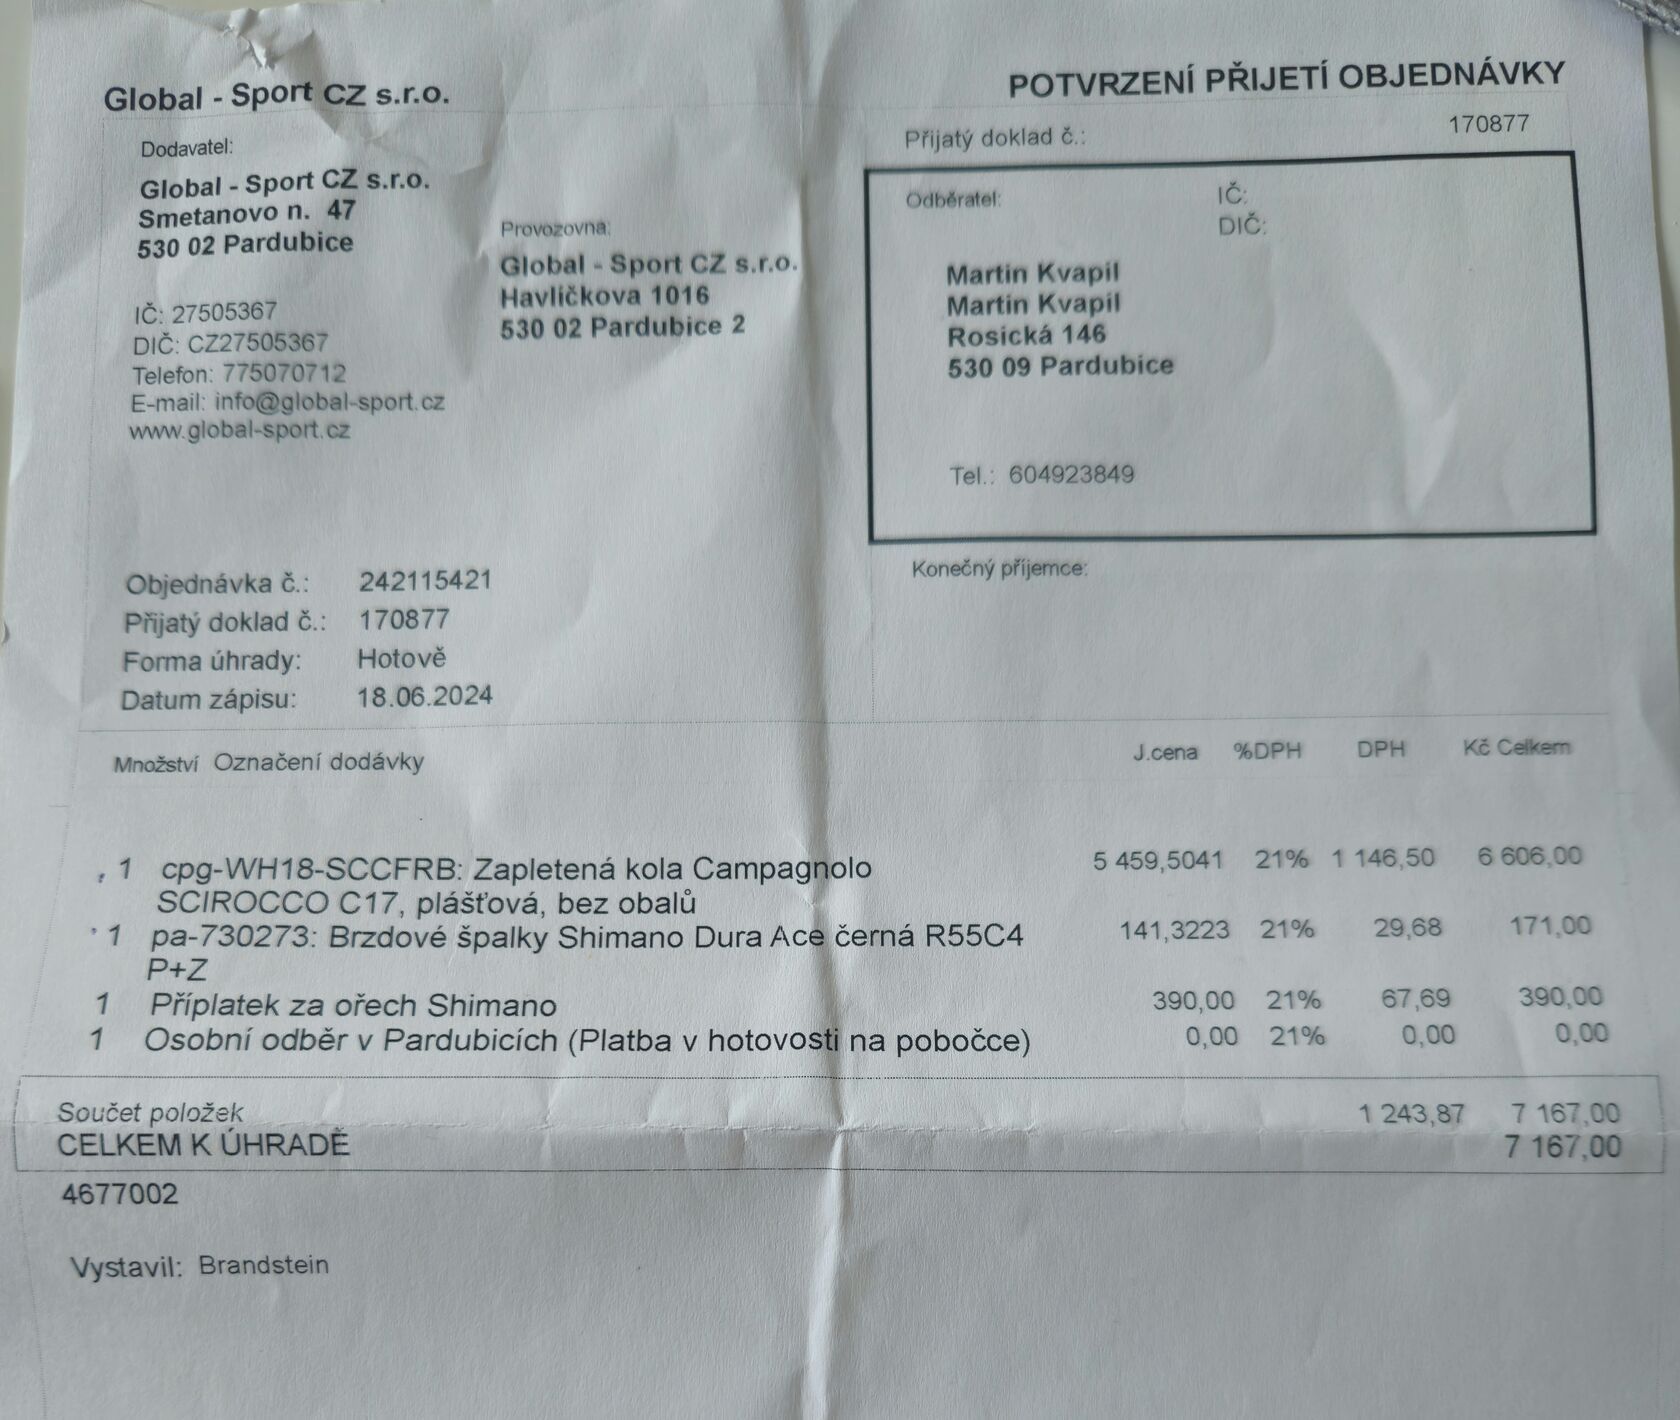 Global - Sport CZ s.r.o.
POTVRZENÍ PŘIJETÍ OBJEDNÁVKY
Přijatý doklad č.: 170877
Dodavatel:
Global - Sport CZ s.r.o.
Smetanovo n. 47
530 02 Pardubice
IČ: 27505367
DIČ: CZ27505367
Telefon: 775070712
E-mail: info@global-sport.cz
www.global-sport.cz
Provozovna:
Global - Sport CZ s.r.o.
Havlíčkova 1016
530 02 Pardubice 2
Odběratel:
IČ:
DIČ:
Martin Kvapil
Martin Kvapil
Rosická 146
530 09 Pardubice
Tel.: 604923849
Konečný příjemce:
Objednávka č.: 242115421
Přijatý doklad č.: 170877
Forma úhrady: Hotově
Datum zápisu: 18.06.2024
Množství Označení dodávky J.cena %DPH DPH Kč Celkem
1 cpg-WH18-SCCFRB: Zapletená kola Campagnolo 5 459,5041 21% 1 146,50 6 606,00
SCIROCCO C17, plášťová, bez obalů
1 pa-730273: Brzdové špalky Shimano Dura Ace černá R55C4 141,3223 21% 29,68 171,00
P+Z
1 Příplatek za ořech Shimano 390,00 21% 67,69 390,00
1 Osobní odběr v Pardubicích (Platba v hotovosti na pobočce) 0,00 21% 0,00 0,00
Součet položek 1 243,87 7 167,00
CELKEM K ÚHRADĚ 7 167,00
4677002
Vystavil: Brandstein